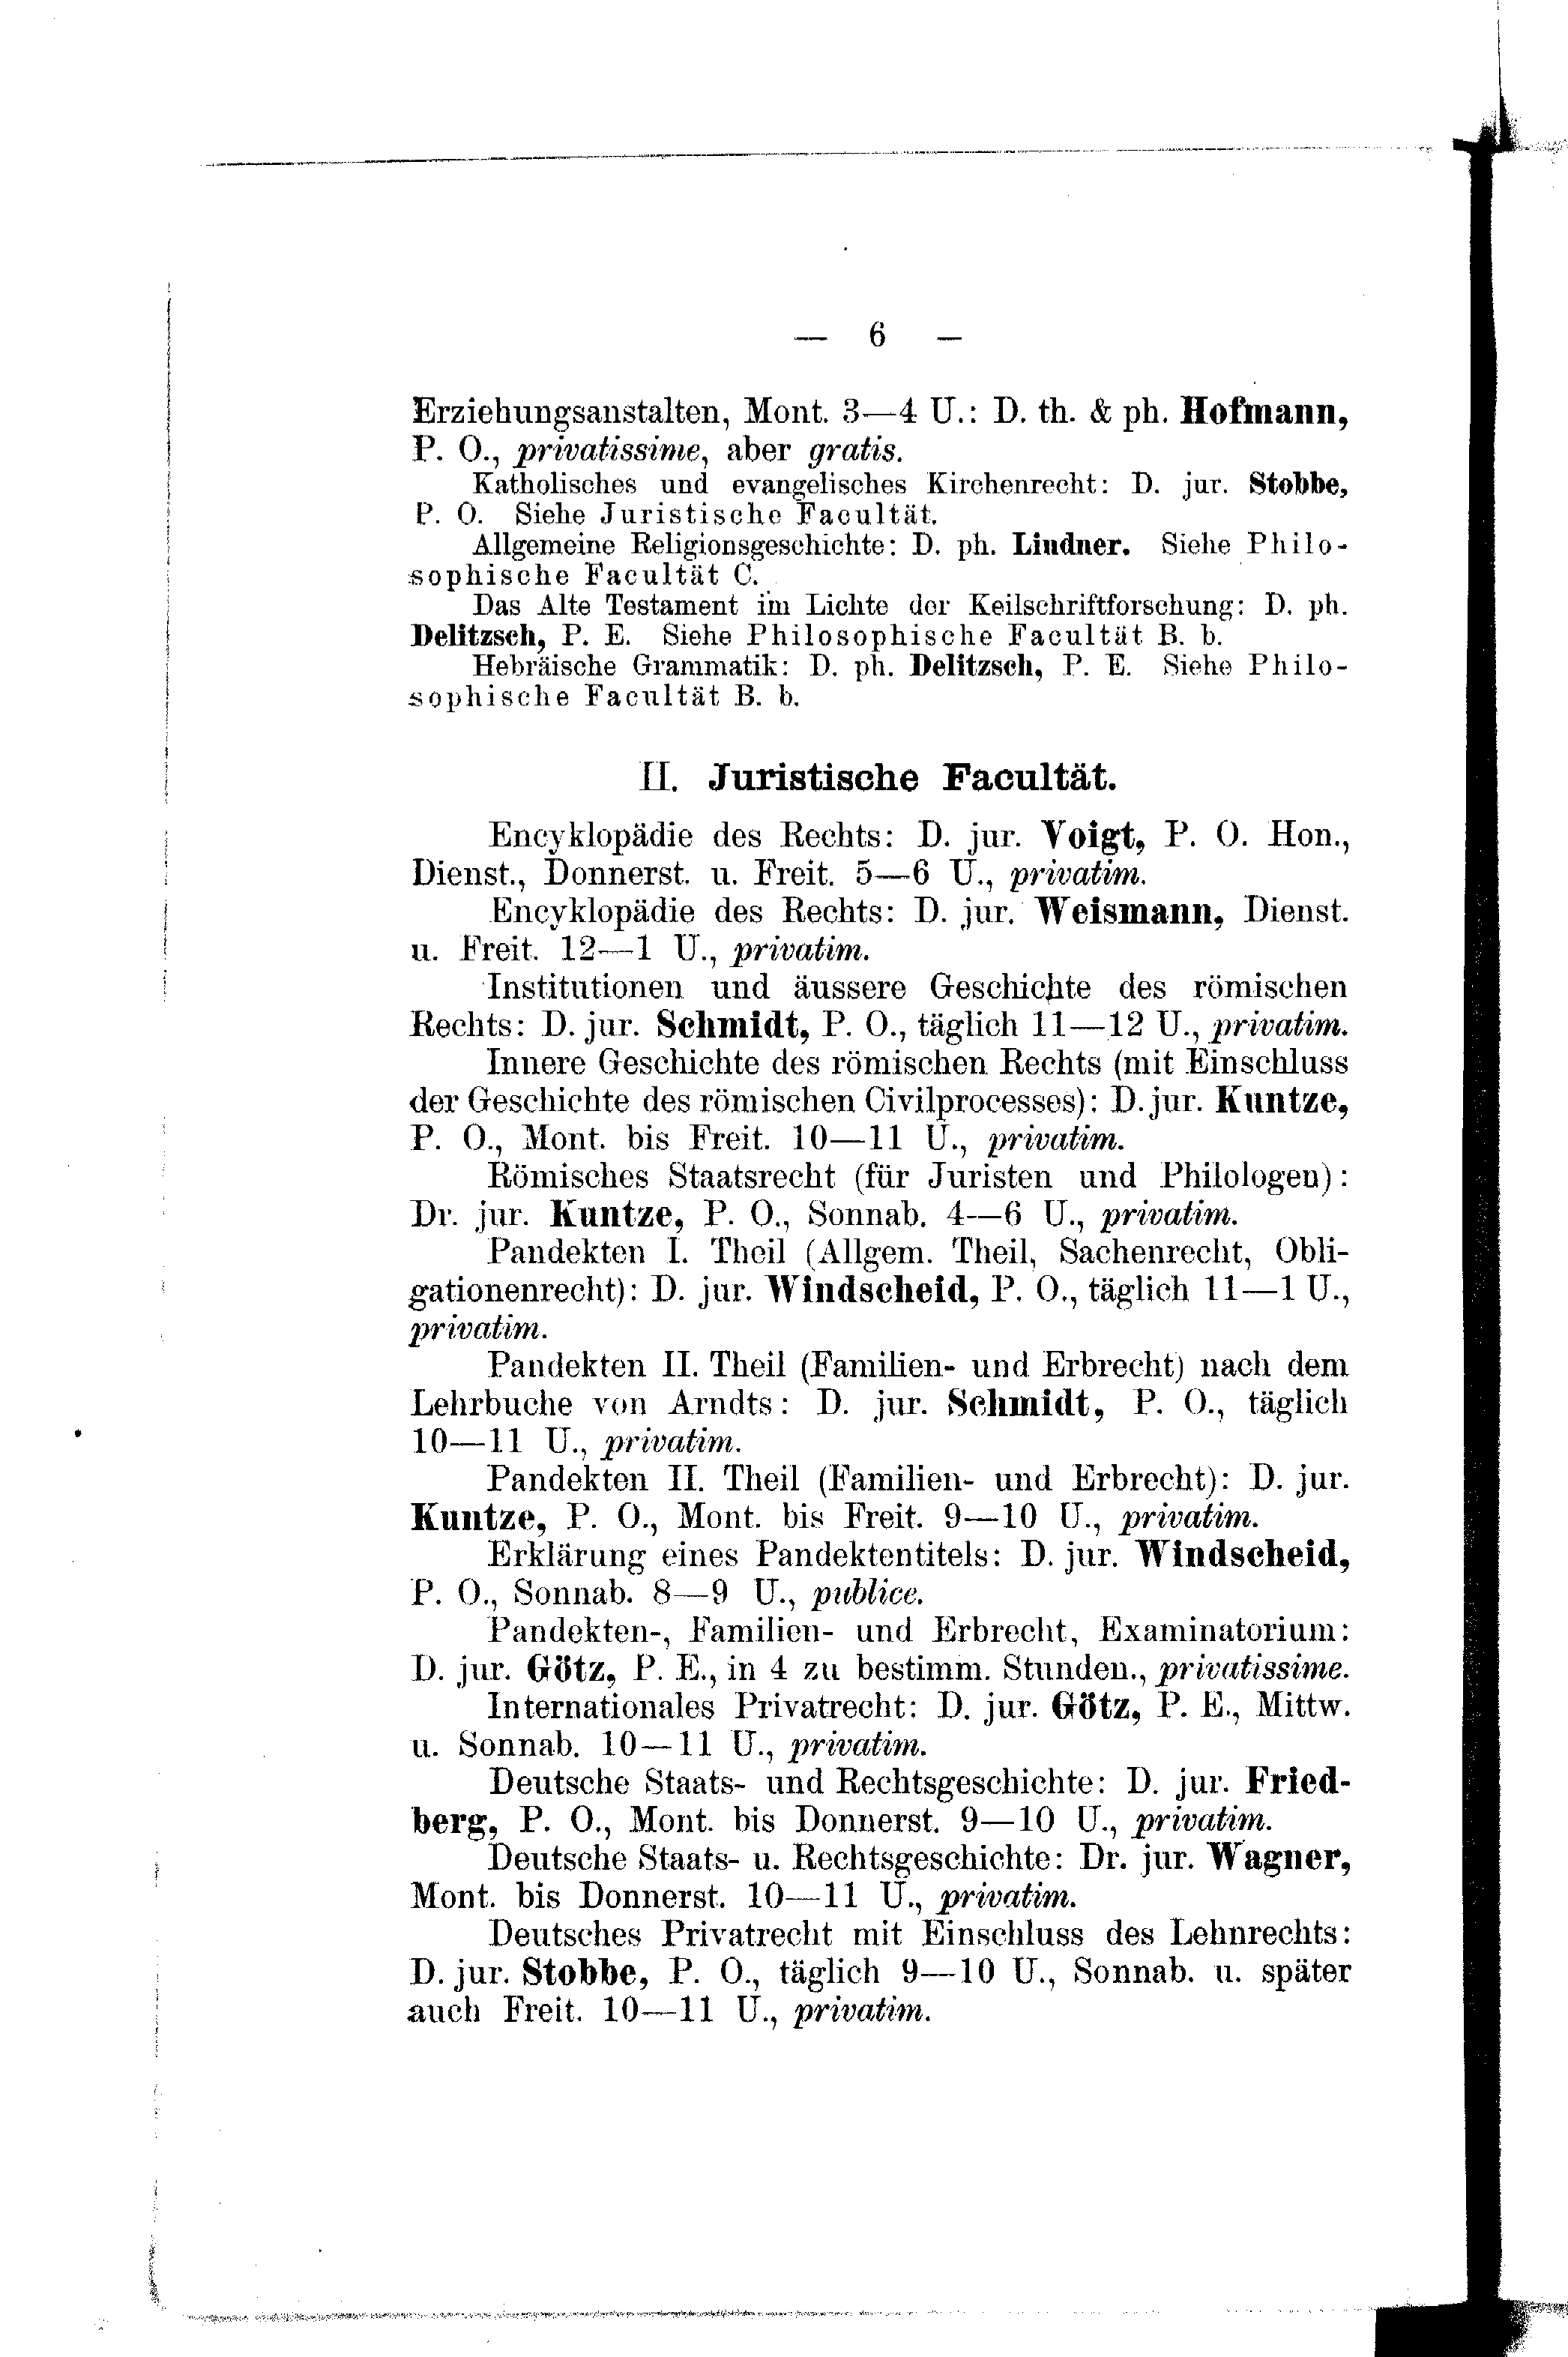 — 6 —
Erziehungsanstalten, Mont. 3—4 U.: D. th. & ph. Hofmann,
P. O., privatissime, aber gratis.
Katholisches und evangelisches Kirchenrecht: D. jur. Stobbe,
P. O. Siehe Juristische Facultät.
Allgemeine Religionsgeschichte: D. ph. Lindner. Siehe Philo-
sophische Facultät C.
Das Alte Testament im Lichte der Keilschriftforschung: D. ph.
Delitzsch, P. E. Siehe Philosophische Facultät B. b.
Hebräische Grammatik: D. ph. Delitzsch, P. E. Siehe Philo-
sophische Facultät B. b.
II. Juristische Facultät.
Encyklopädie des Rechts: D. jur. Voigt, P. O. Hon.,
Dienst., Donnerst. u. Freit. 5—6 U., privatim.
Encyklopädie des Rechts: D. jur. Weismann, Dienst.
u. Freit. 12—1 U., privatim.
Institutionen und äussere Geschichte des römischen
Rechts: D. jur. Schmidt, P. O., täglich 11—12 U., privatim.
Innere Geschichte des römischen Rechts (mit Einschluss
der Geschichte des römischen Civilprocesses): D. jur. Kuntze,
P. O., Mont. bis Freit. 10—11 U., privatim.
Römisches Staatsrecht (für Juristen und Philologen):
Dr. jur. Kuntze, P. O., Sonnab. 4—6 U., privatim.
Pandekten I. Theil (Allgem. Theil, Sachenrecht, Obli-
gationenrecht): D. jur. Windscheid, P. O., täglich 11—1 U.,
privatim.
Pandekten II. Theil (Familien- und Erbrecht) nach dem
Lehrbuche von Arndts: D. jur. Schmidt, P. O., täglich
10—11 U., privatim.
Pandekten II. Theil (Familien- und Erbrecht): D. jur.
Kuntze, P. O., Mont. bis Freit. 9—10 U., privatim.
Erklärung eines Pandektentitels: D. jur. Windscheid,
P. O., Sonnab. 8—9 U., publice.
Pandekten-, Familien- und Erbrecht, Examinatorium:
D. jur. Götz, P. E., in 4 zu bestimm. Stunden., privatissime.
Internationales Privatrecht: D. jur. Götz, P. E., Mittw.
u. Sonnab. 10—11 U., privatim.
Deutsche Staats- und Rechtsgeschichte: D. jur. Fried-
berg, P. O., Mont. bis Donnerst. 9—10 U., privatim.
Deutsche Staats- u. Rechtsgeschichte: Dr. jur. Wagner,
Mont. bis Donnerst. 10—11 U., privatim.
Deutsches Privatrecht mit Einschluss des Lehnrechts:
D. jur. Stobbe, P. O., täglich 9—10 U., Sonnab. u. später
auch Freit. 10—11 U., privatim.